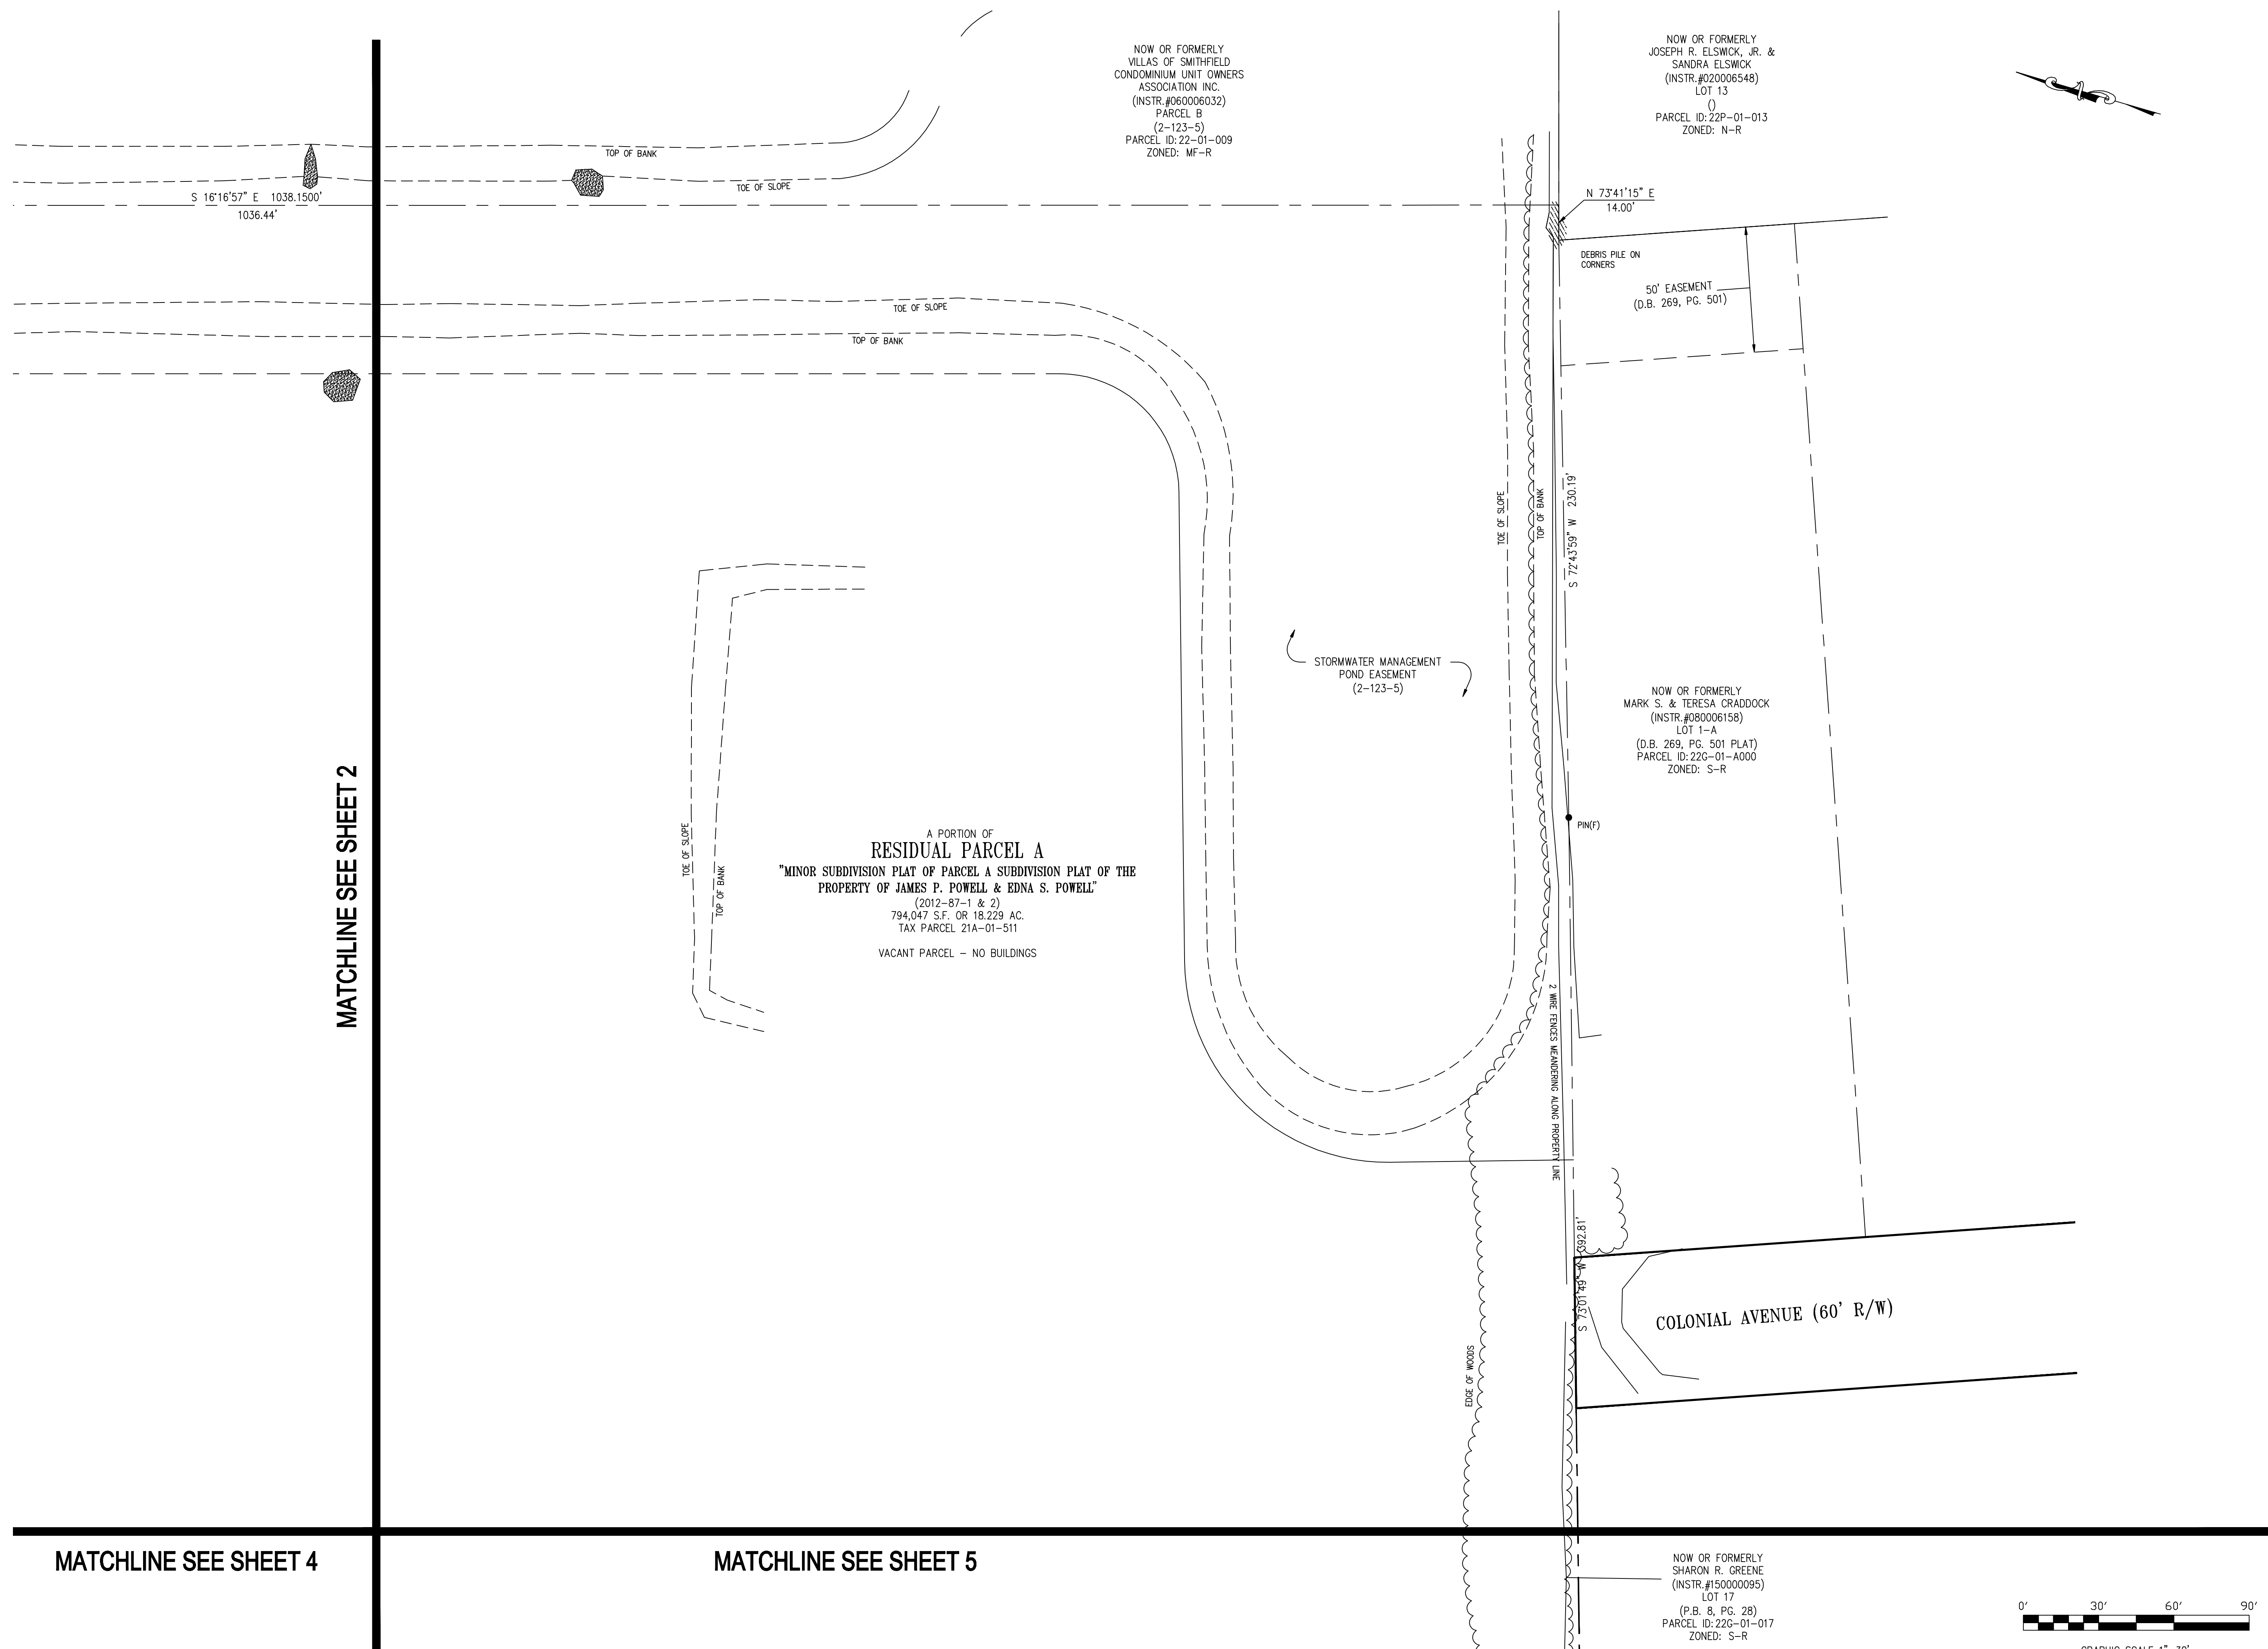 NOW OR FORMERLY
VILLAS OF SMITHFIELD
CONDOMINIUM UNIT OWNERS
ASSOCIATION INC.
(INSTR.#060006032)
PARCEL B
(2-123-5)
PARCEL ID: 22-01-009
ZONED: MF-R
NOW OR FORMERLY
JOSEPH R. ELSWICK, JR. &
SANDRA ELSWICK
(INSTR.#020006548)
LOT 13
()
PARCEL ID: 22P-01-013
ZONED: N-R
TOP OF BANK
TOE OF SLOPE
S 16°16'57" E 1038.1500'
1036.44'
N 73°41'15" E
14.00'
DEBRIS PILE ON
CORNERS
50' EASEMENT
(D.B. 269, PG. 501)
TOE OF SLOPE
TOP OF BANK
TOE OF SLOPE
TOP OF BANK
S 72°43'59" W 230.19'
STORMWATER MANAGEMENT
POND EASEMENT
(2-123-5)
NOW OR FORMERLY
MARK S. & TERESA CRADDOCK
(INSTR.#080006158)
LOT 1-A
(D.B. 269, PG. 501 PLAT)
PARCEL ID: 22G-01-A000
ZONED: S-R
PIN(F)
MATCHLINE SEE SHEET 2
TOE OF SLOPE
TOP OF BANK
A PORTION OF
RESIDUAL PARCEL A
"MINOR SUBDIVISION PLAT OF PARCEL A SUBDIVISION PLAT OF THE
PROPERTY OF JAMES P. POWELL & EDNA S. POWELL"
(2012-87-1 & 2)
794,047 S.F. OR 18.229 AC.
TAX PARCEL 21A-01-511
VACANT PARCEL - NO BUILDINGS
2 WIRE FENCES MEANDERING ALONG PROPERTY LINE
S 73°01'49" W 392.81'
COLONIAL AVENUE (60' R/W)
EDGE OF WOODS
MATCHLINE SEE SHEET 4
MATCHLINE SEE SHEET 5
NOW OR FORMERLY
SHARON R. GREENE
(INSTR.#150000095)
LOT 17
(P.B. 8, PG. 28)
PARCEL ID: 22G-01-017
ZONED: S-R
0' 30' 60' 90'